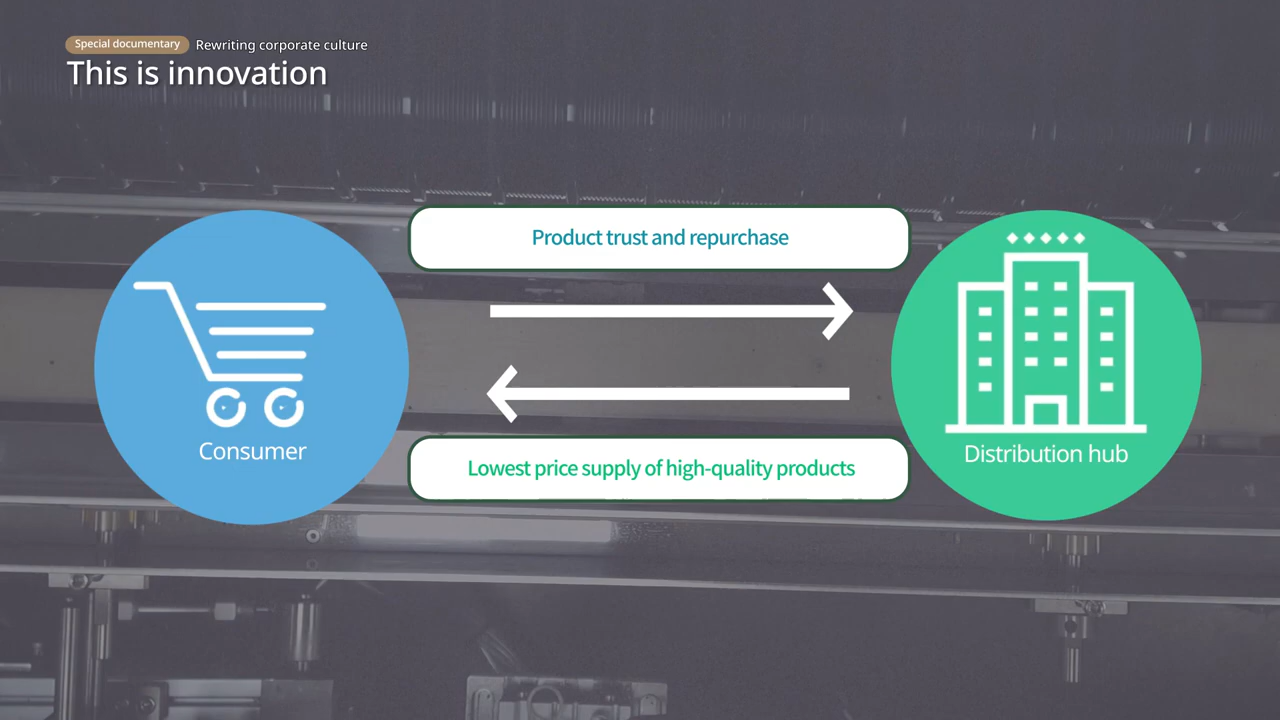 Special documentary Rewriting corporate culture
This is innovation
Product trust and repurchase
Consumer
Distribution hub
Lowest price supply of high-quality products